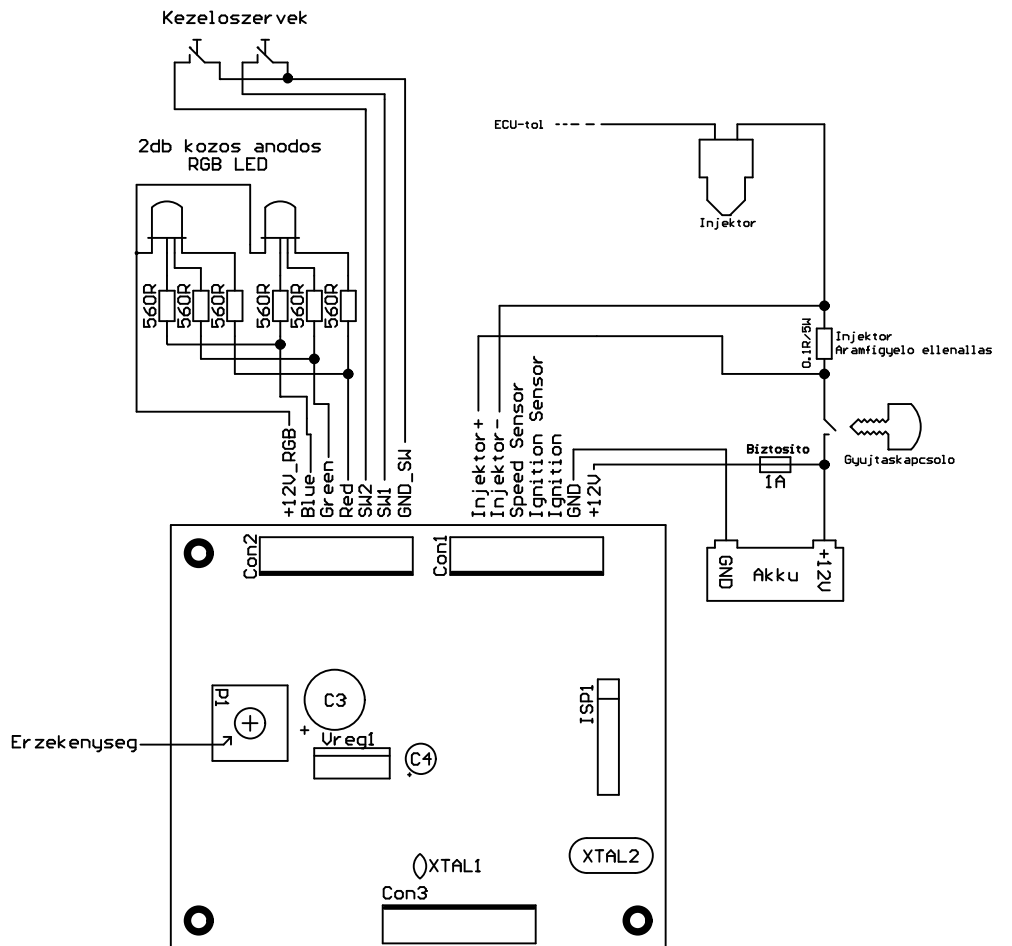 Kezeloszervek
ECU-tol
2db kozos anodos
RGB LED
Injektor
560R
560R
560R
560R
560R
560R
0.1R/5W
Injektor
Aramfigyelo ellenallas
Gyujtaskapcsolo
Biztosito
1A
+12V_RGB
Blue
Green
Red
SW2
SW1
GND_SW
Injektor+
Injektor-
Speed Sensor
Ignition Sensor
Ignition
GND
+12V
Con2
Con1
GND
Akku
+12V
P1
C3
+
ISP1
Erzekenyseg
Vreg1
C4
+
XTAL1
XTAL2
Con3